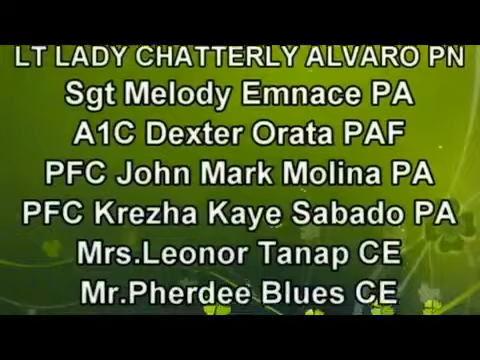 LT LADY CHATTERLY ALVARO PN
Sgt Melody Emnace PA
A1C Dexter Orata PAF
PFC John Mark Molina PA
PFC Krezha Kaye Sabado PA
Mrs.Leonor Tanap CE
Mr.Pherdee Blues CE